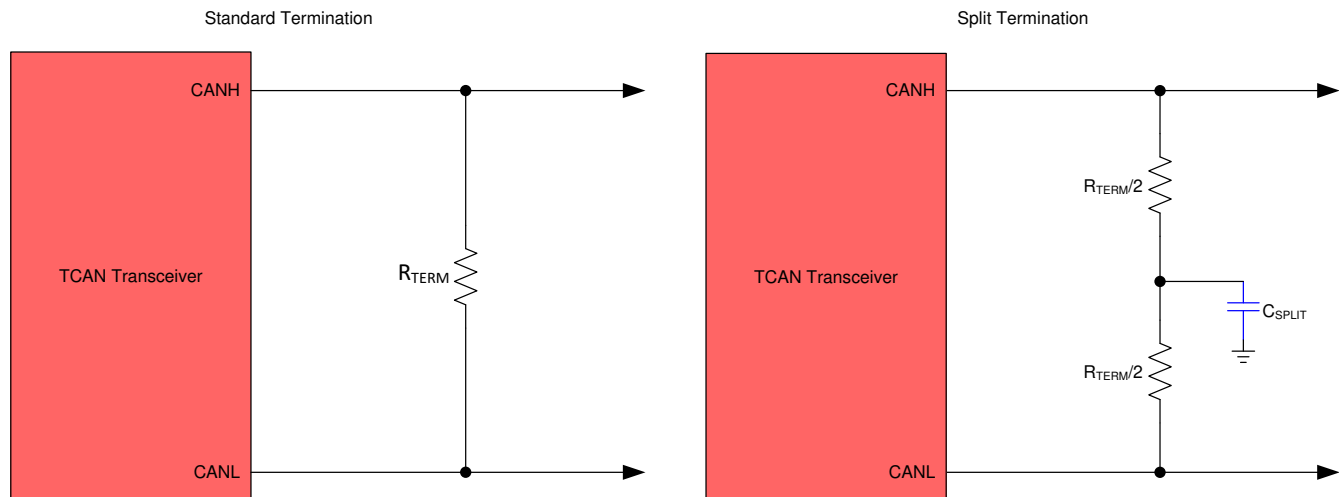 Standard Termination
CANH
TCAN Transceiver
RTERM
CANL
Split Termination
CANH
RTERM/2
TCAN Transceiver
CSPLIT
RTERM/2
CANL